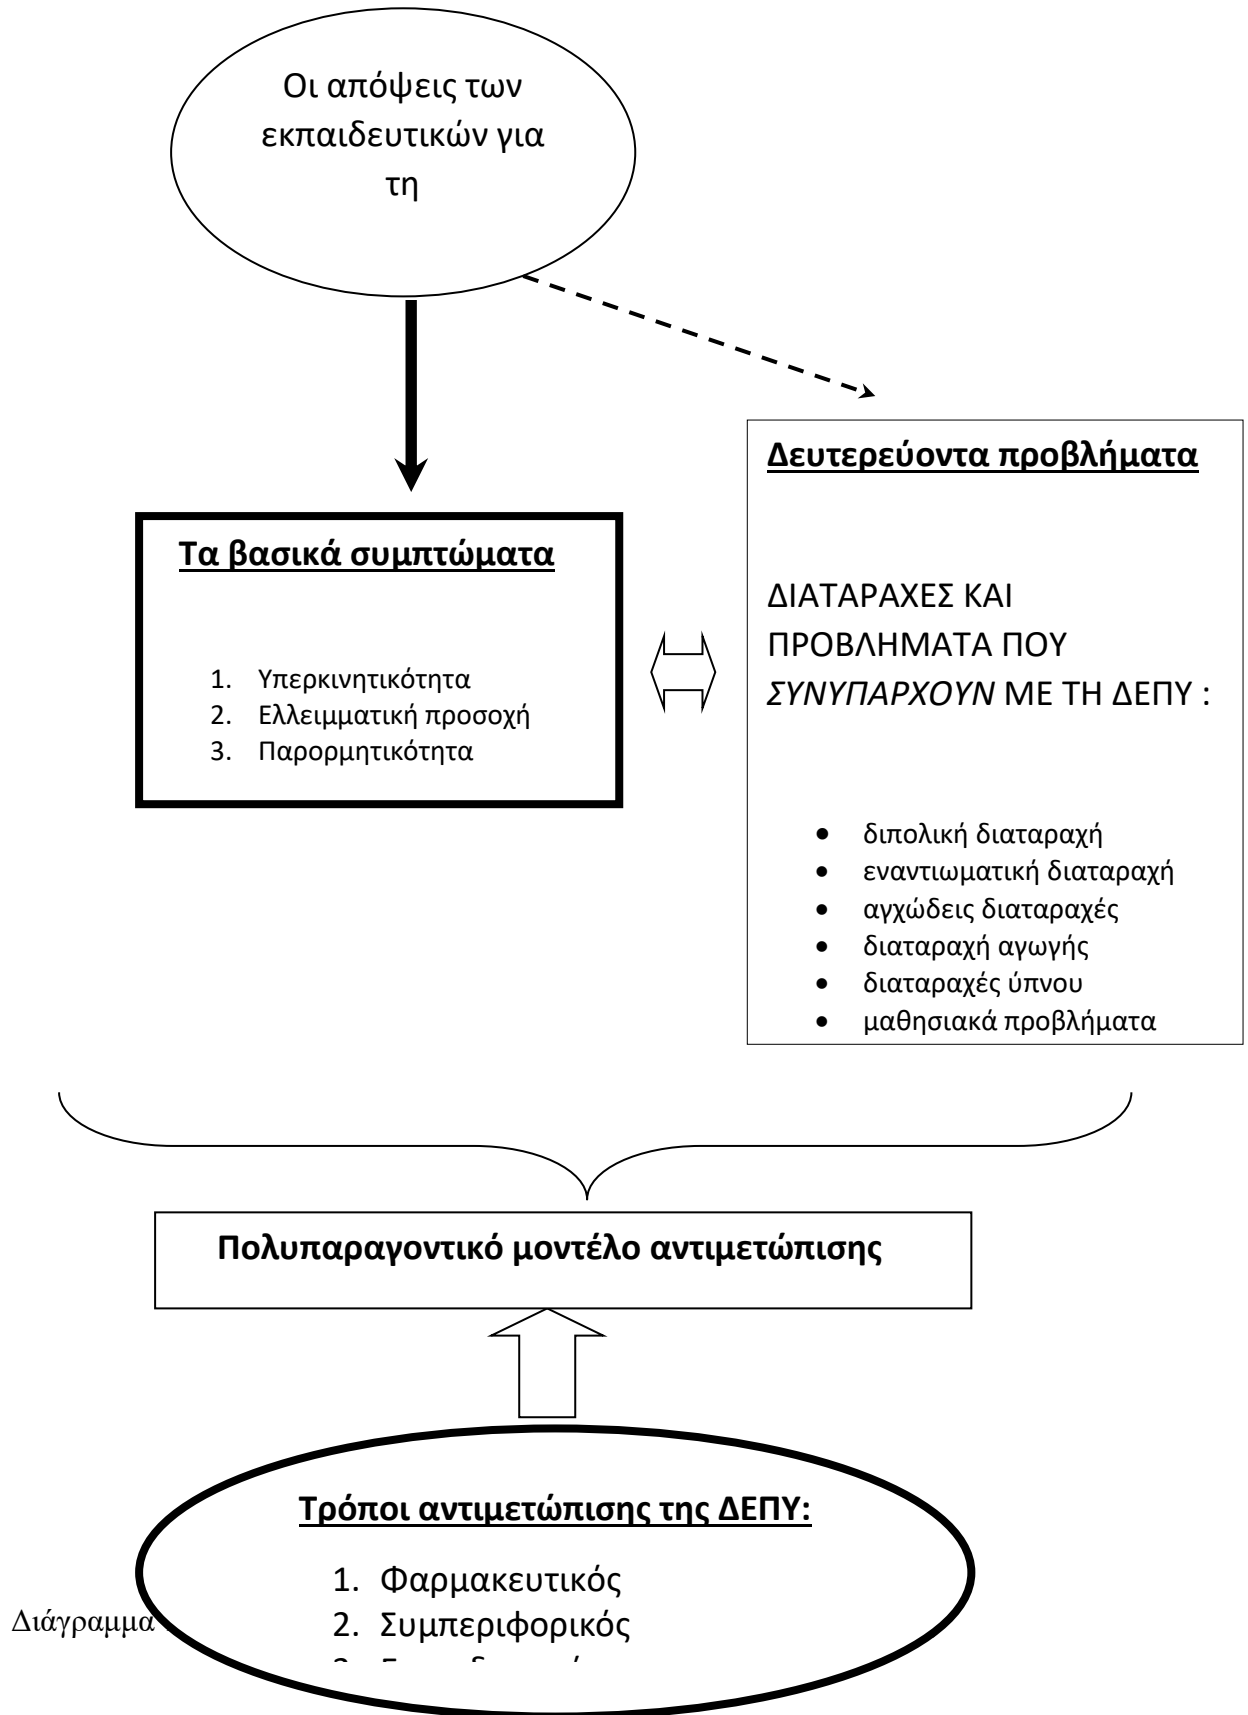 Οι απόψεις των
εκπαιδευτικών για
τη
Δευτερεύοντα προβλήματα
Τα βασικά συμπτώματα
ΔΙΑΤΑΡΑΧΕΣ ΚΑΙ
ΠΡΟΒΛΗΜΑΤΑ ΠΟΥ
ΣΥΝΥΠΑΡΧΟΥΝ ΜΕ ΤΗ ΔΕΠΥ :
1. Υπερκινητικότητα
2. Ελλειμματική προσοχή
3. Παρορμητικότητα
• διπολική διαταραχή
• εναντιωματική διαταραχή
• αγχώδεις διαταραχές
• διαταραχή αγωγής
• διαταραχές ύπνου
• μαθησιακά προβλήματα
Πολυπαραγοντικό μοντέλο αντιμετώπισης
Τρόποι αντιμετώπισης της ΔΕΠΥ:
1. Φαρμακευτικός
2. Συμπεριφορικός
Διάγραμμα